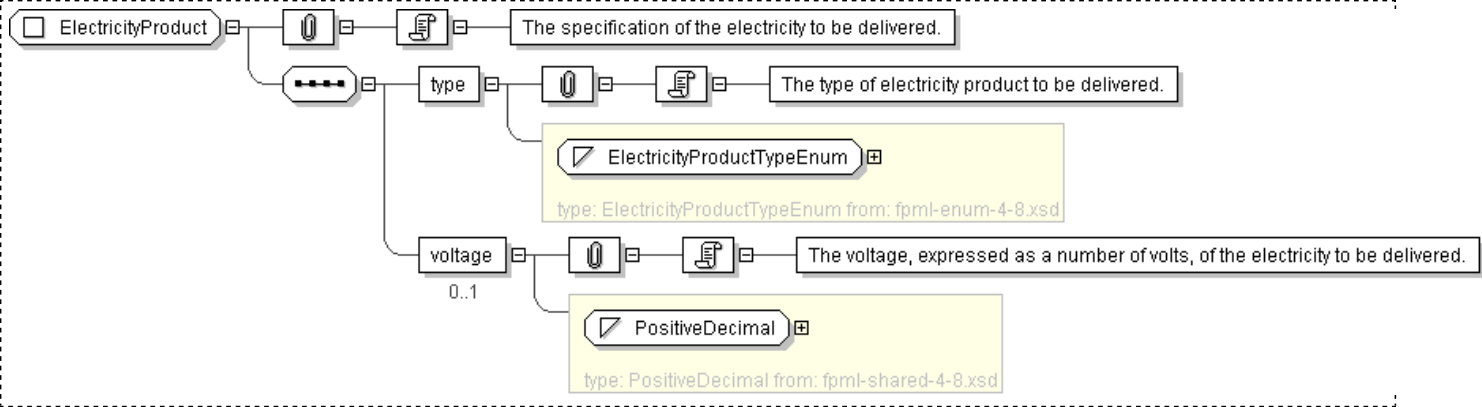 ElectricityProduct
The specification of the electricity to be delivered.
type
The type of electricity product to be delivered.
ElectricityProductTypeEnum
type: ElectricityProductTypeEnum from: fpml-enum-4-8.xsd
voltage
The voltage, expressed as a number of volts, of the electricity to be delivered.
0..1
PositiveDecimal
type: PositiveDecimal from: fpml-shared-4-8.xsd